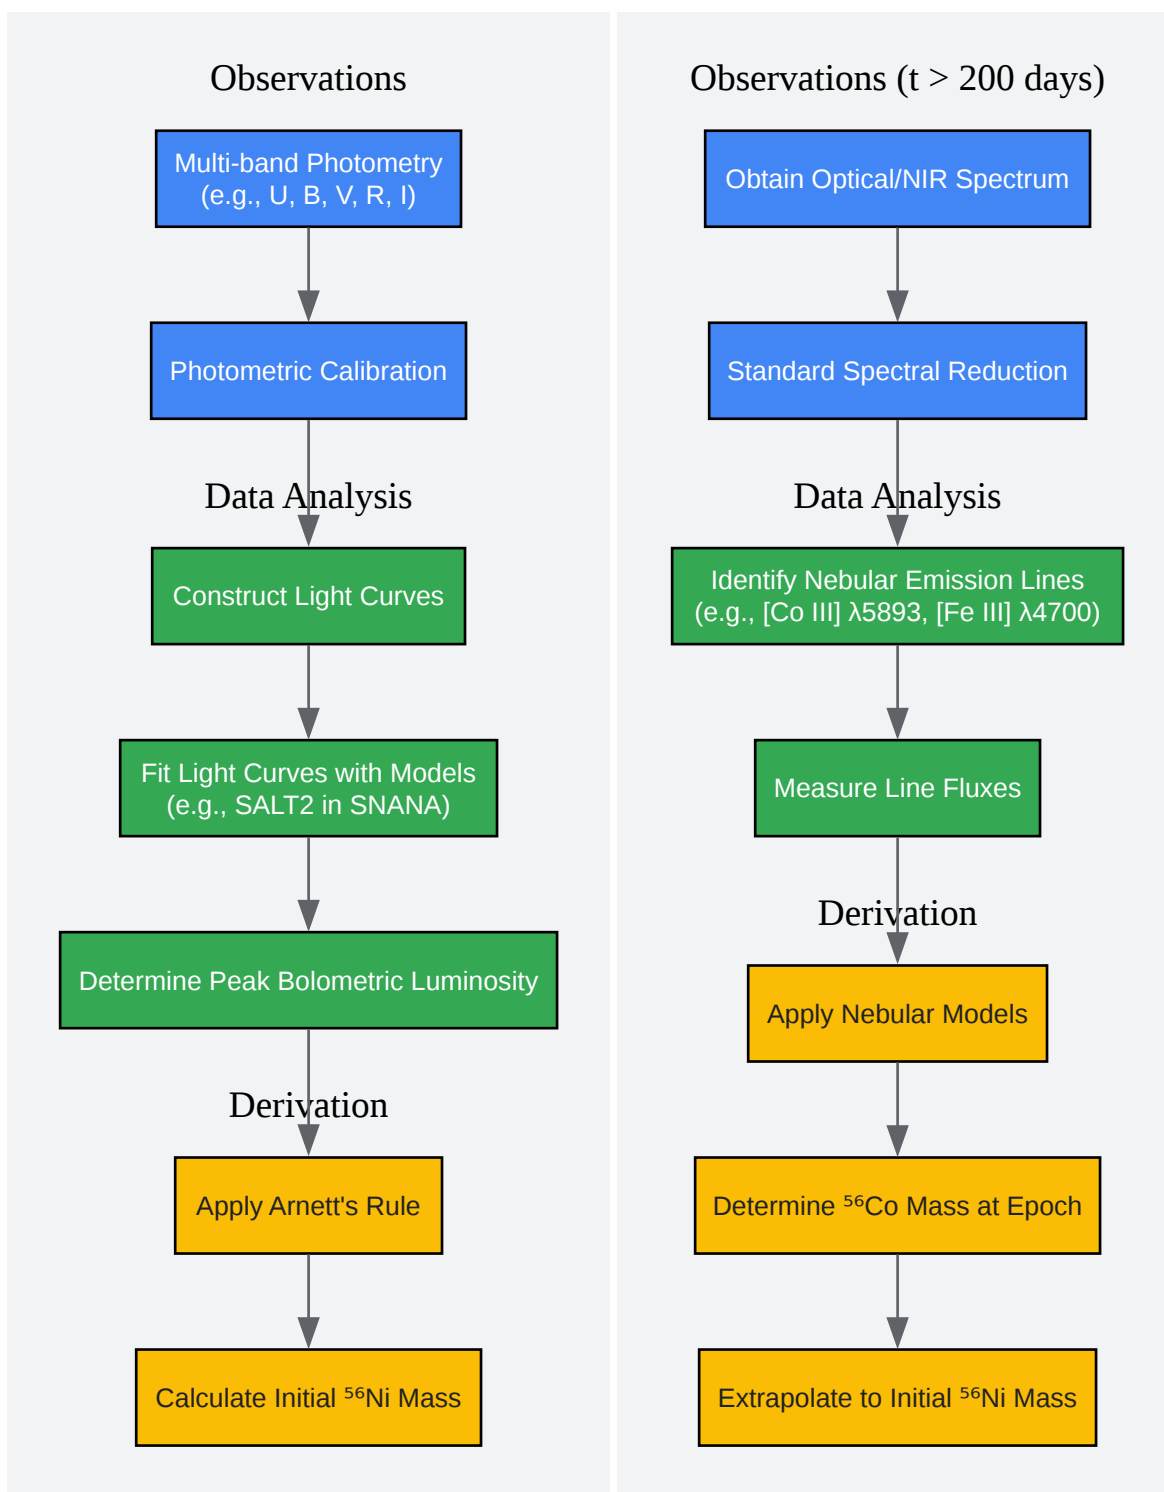 Observations
Multi-band Photometry
(e.g., U, B, V, R, I)
Photometric Calibration
Data Analysis
Construct Light Curves
Fit Light Curves with Models
(e.g., SALT2 in SNANA)
Determine Peak Bolometric Luminosity
Derivation
Apply Arnett's Rule
Calculate Initial ⁵⁶Ni Mass
Observations (t > 200 days)
Obtain Optical/NIR Spectrum
Standard Spectral Reduction
Data Analysis
Identify Nebular Emission Lines
(e.g., [Co III] λ5893, [Fe III] λ4700)
Measure Line Fluxes
Derivation
Apply Nebular Models
Determine ⁵⁶Co Mass at Epoch
Extrapolate to Initial ⁵⁶Ni Mass